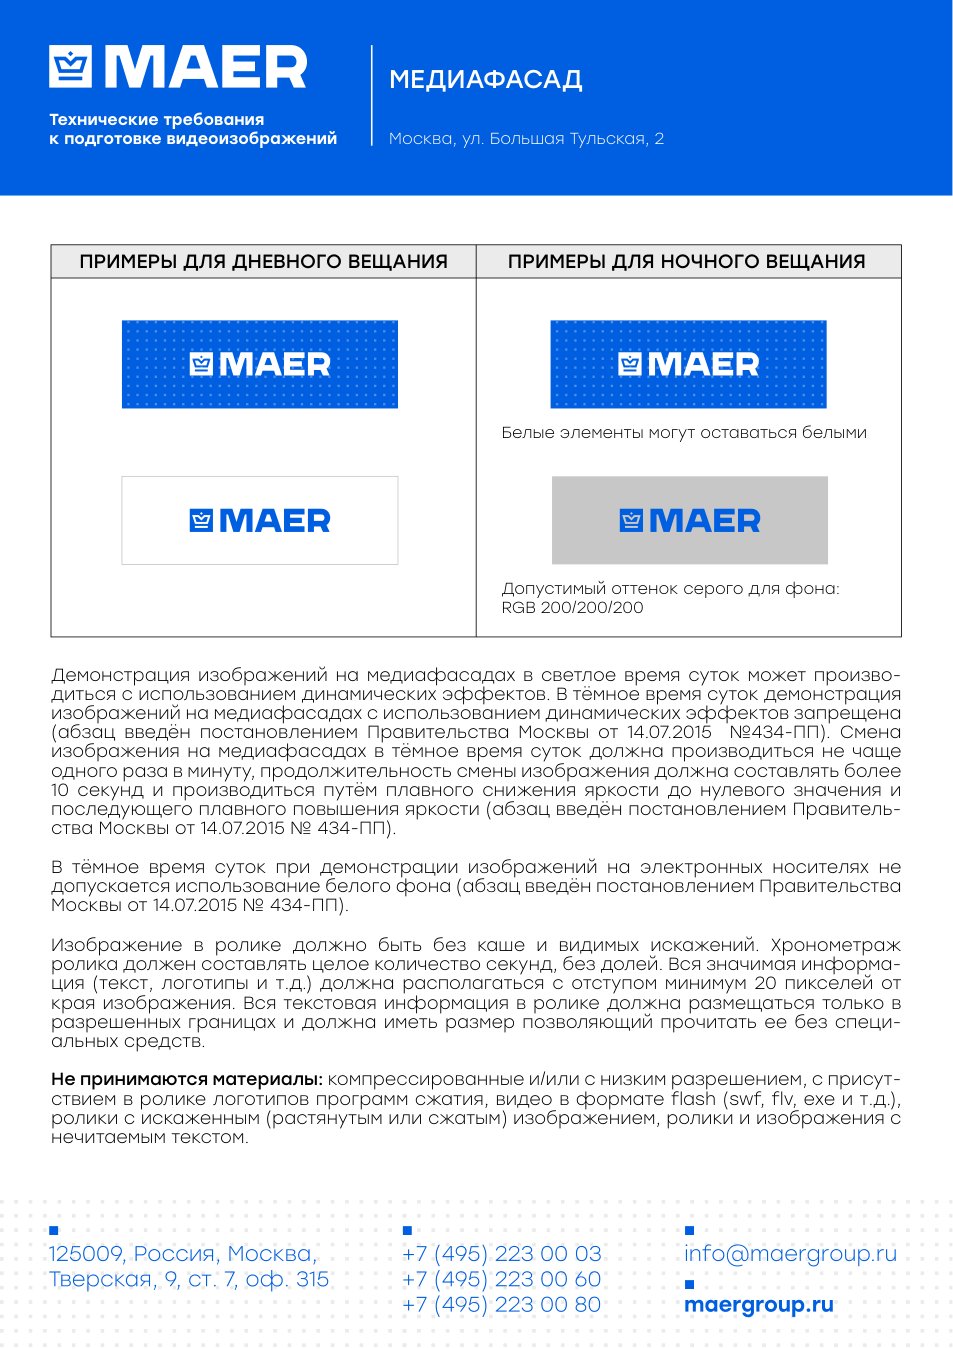 MAER
Технические требования
к подготовке видеоизображений
МЕДИАФАСАД
Москва, ул. Большая Тульская, 2
ПРИМЕРЫ ДЛЯ ДНЕВНОГО ВЕЩАНИЯ
ПРИМЕРЫ ДЛЯ НОЧНОГО ВЕЩАНИЯ
MAER
MAER
Белые элементы могут оставаться белыми
MAER
MAER
Допустимый оттенок серого для фона:
RGB 200/200/200
Демонстрация изображений на медиафасадах в светлое время суток может произво-
диться с использованием динамических эффектов. В тёмное время суток демонстрация
изображений на медиафасадах с использованием динамических эффектов запрещена
(абзац введён постановлением Правительства Москвы от 14.07.2015 №434-ПП). Смена
изображения на медиафасадах в тёмное время суток должна производиться не чаще
одного раза в минуту, продолжительность смены изображения должна составлять более
10 секунд и производиться путём плавного снижения яркости до нулевого значения и
последующего плавного повышения яркости (абзац введён постановлением Правитель-
ства Москвы от 14.07.2015 № 434-ПП).
В тёмное время суток при демонстрации изображений на электронных носителях не
допускается использование белого фона (абзац введён постановлением Правительства
Москвы от 14.07.2015 № 434-ПП).
Изображение в ролике должно быть без каше и видимых искажений. Хронометраж
ролика должен составлять целое количество секунд, без долей. Вся значимая информа-
ция (текст, логотипы и т.д.) должна располагаться с отступом минимум 20 пикселей от
края изображения. Вся текстовая информация в ролике должна размещаться только в
разрешенных границах и должна иметь размер позволяющий прочитать ее без специ-
альных средств.
Не принимаются материалы: компрессированные и/или с низким разрешением, с присут-
ствием в ролике логотипов программ сжатия, видео в формате flash (swf, flv, exe и т.д.),
ролики с искаженным (растянутым или сжатым) изображением, ролики и изображения с
нечитаемым текстом.
125009, Россия, Москва,
Тверская, 9, ст. 7, оф. 315
+7 (495) 223 00 03
+7 (495) 223 00 60
+7 (495) 223 00 80
info@maergroup.ru
maergroup.ru